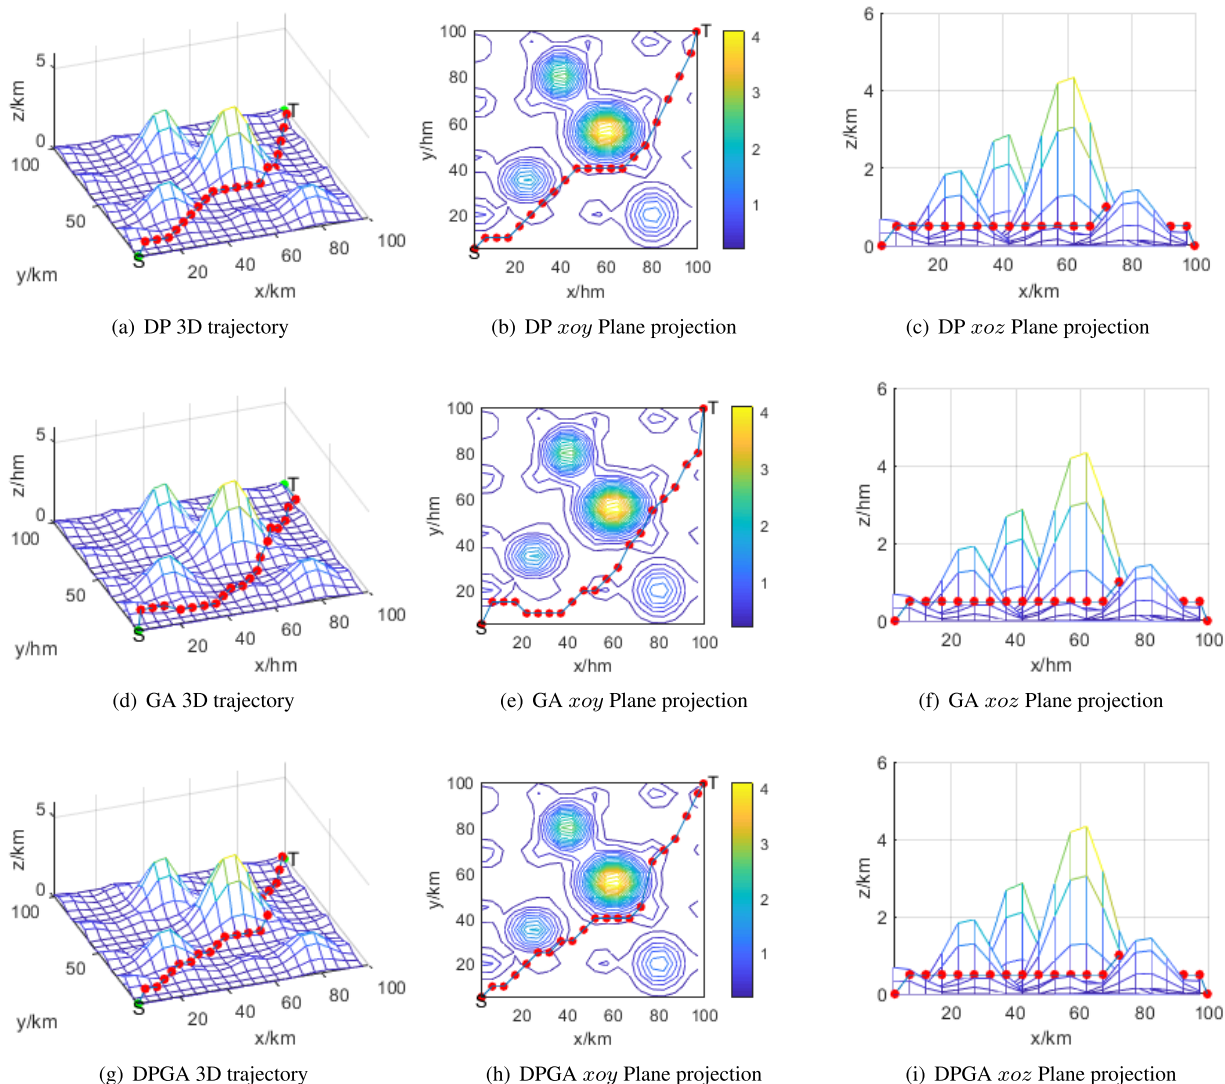 z/km
5
0
100
50
y/km
S
T
20
40
60
80
100
x/km
(a) DP 3D trajectory
y/hm
100
80
60
40
20
S
T
20 40 60 80 100
x/hm
4
3
2
1
(b) DP xoy Plane projection
z/km
6
4
2
0
20 40 60 80 100
x/km
(c) DP xoz Plane projection
z/hm
5
0
100
50
y/hm
S
T
20
40
60
80
100
x/hm
(d) GA 3D trajectory
y/hm
100
80
60
40
20
S
T
20 40 60 80 100
x/hm
4
3
2
1
(e) GA xoy Plane projection
z/hm
6
4
2
0
20 40 60 80 100
x/hm
(f) GA xoz Plane projection
z/km
5
0
100
50
y/km
S
T
20
40
60
80
100
x/km
(g) DPGA 3D trajectory
y/km
100
80
60
40
20
S
T
20 40 60 80 100
x/km
4
3
2
1
(h) DPGA xoy Plane projection
z/km
6
4
2
0
20 40 60 80 100
x/km
(i) DPGA xoz Plane projection